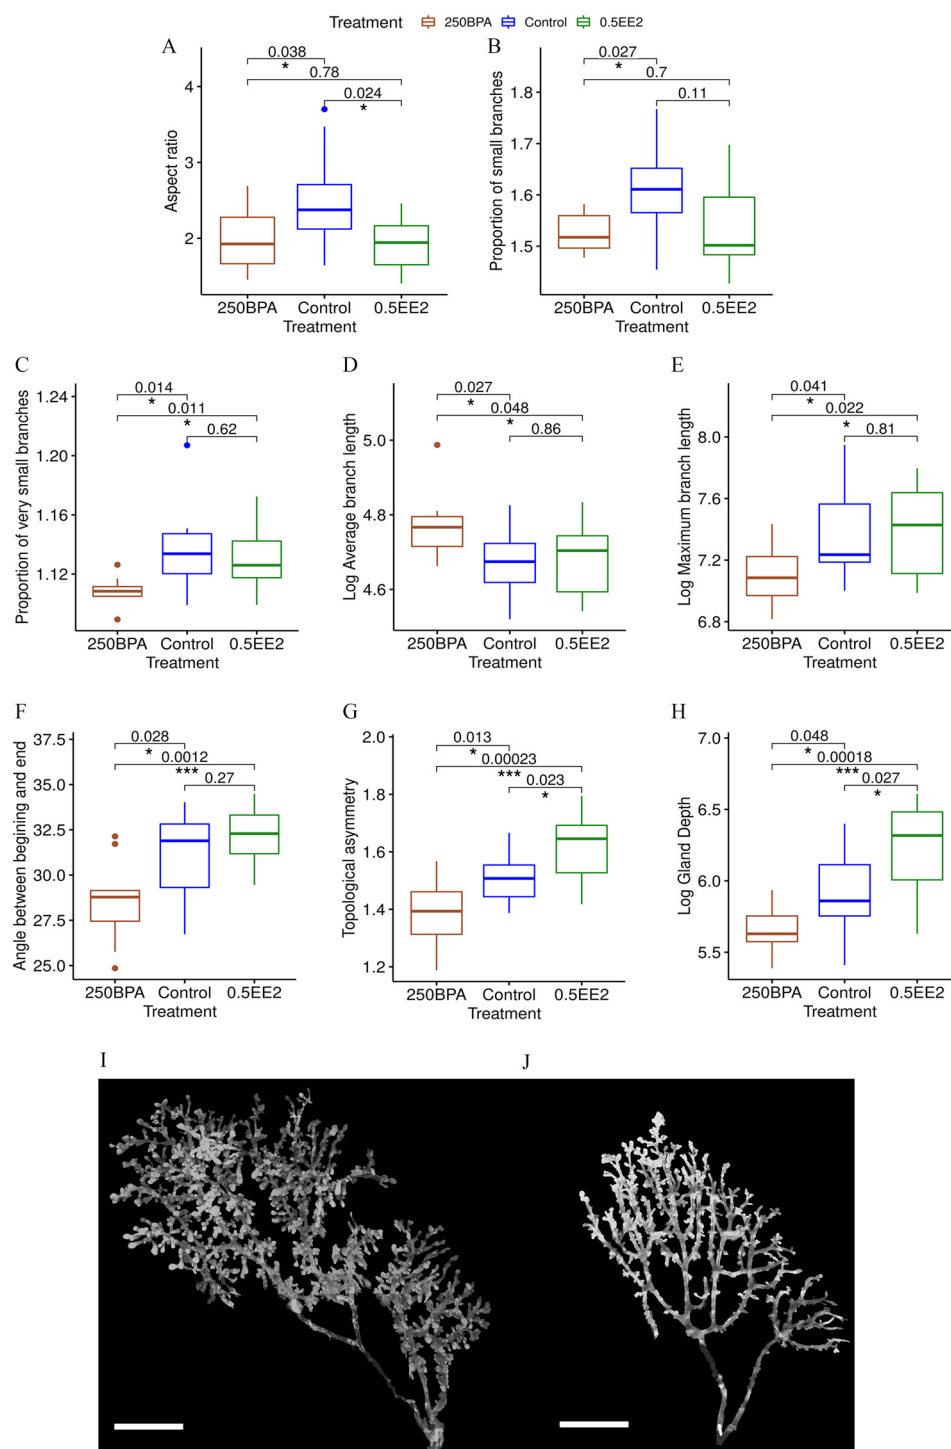 Treatment 250BPA Control 0.5EE2
A
0.038
*
0.78
0.024
*
4
3
2
Aspect ratio
250BPA Control 0.5EE2
Treatment
B
0.027
*
0.7
0.11
1.8
1.7
1.6
1.5
Proportion of small branches
250BPA Control 0.5EE2
Treatment
C
0.014
*
0.011
*
0.62
1.24
1.20
1.16
1.12
Proportion of very small branches
250BPA Control 0.5EE2
Treatment
D
0.027
*
0.048
*
0.86
5.0
4.8
4.6
Log Average branch length
250BPA Control 0.5EE2
Treatment
E
0.041
*
0.022
*
0.81
8.0
7.6
7.2
6.8
Log Maximum branch length
250BPA Control 0.5EE2
Treatment
F
0.028
*
0.0012
***
0.27
37.5
35.0
32.5
30.0
27.5
25.0
Angle between begining and end
250BPA Control 0.5EE2
Treatment
G
0.013
*
0.00023
***
0.023
*
2.0
1.8
1.6
1.4
1.2
Topological asymmetry
250BPA Control 0.5EE2
Treatment
H
0.048
*
0.00018
***
0.027
*
7.0
6.5
6.0
5.5
Log Gland Depth
250BPA Control 0.5EE2
Treatment
I
J